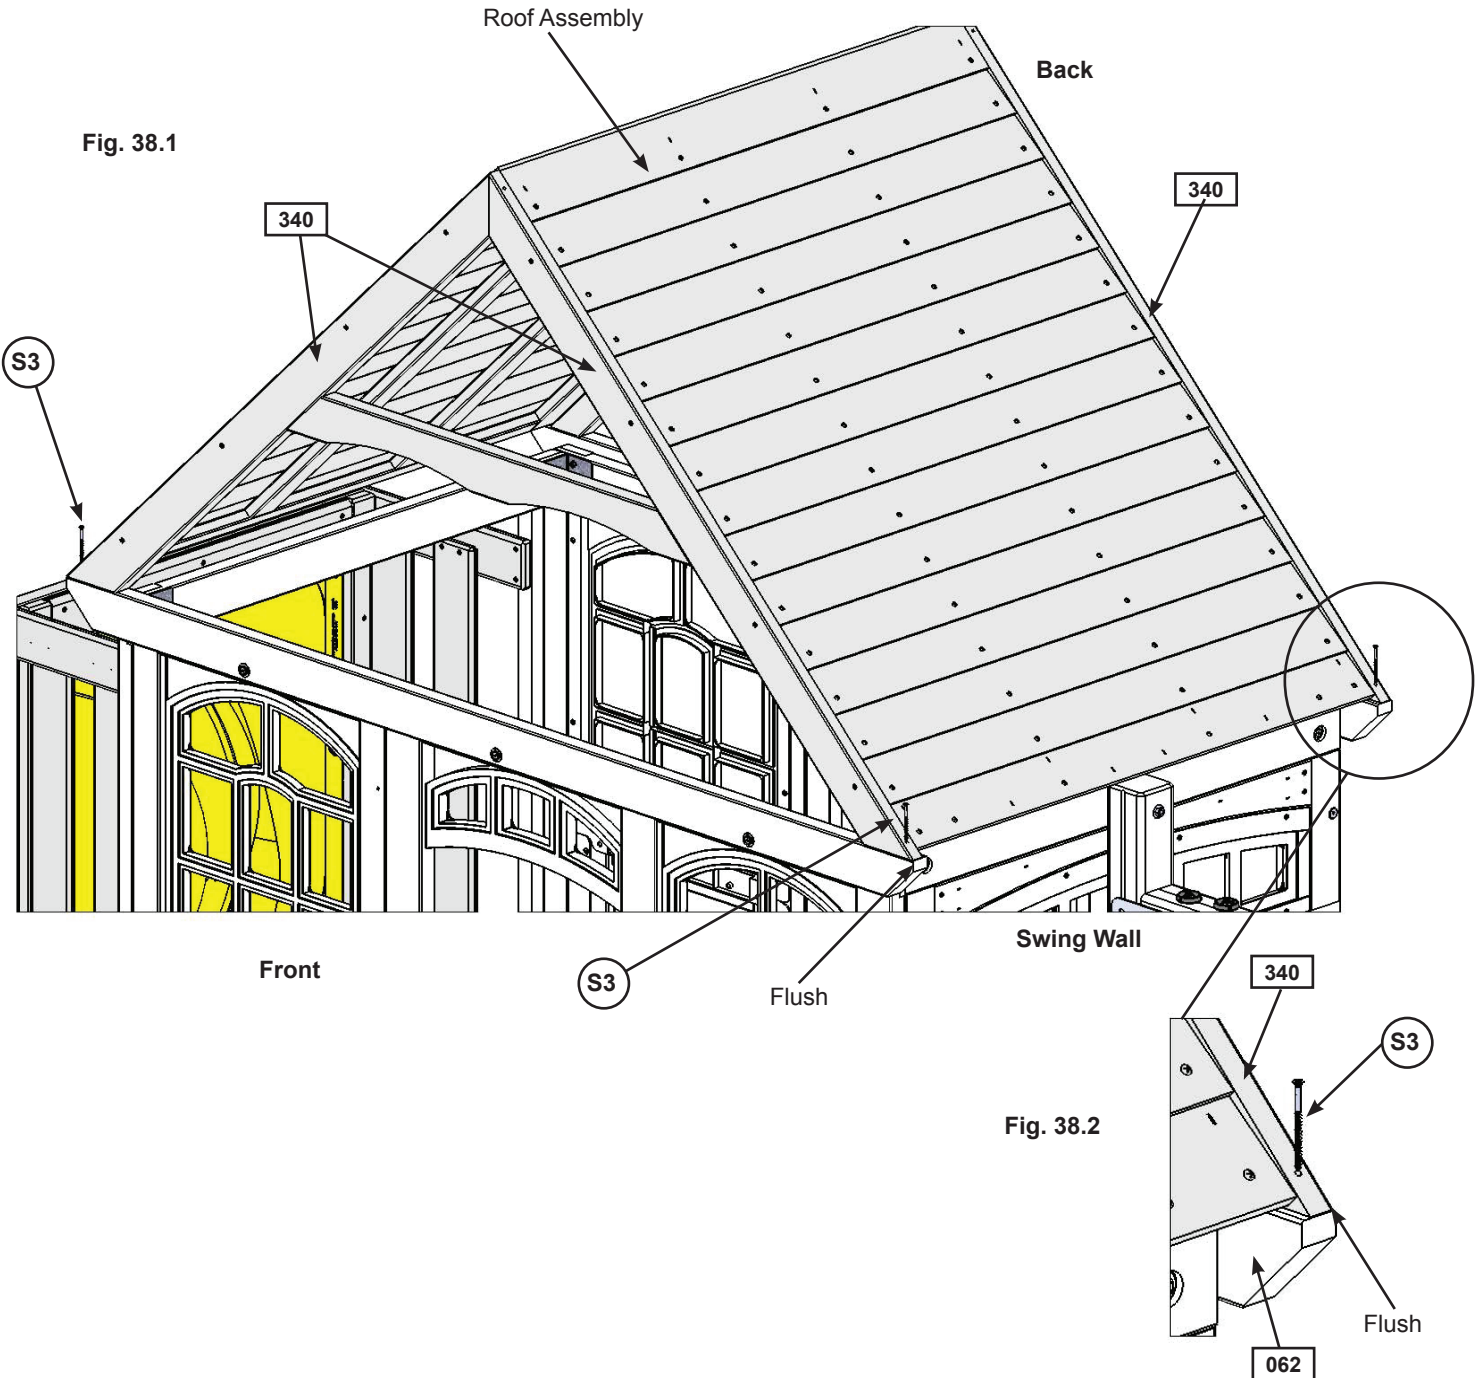 Roof Assembly
Back
Fig. 38.1
340
340
S3
Swing Wall
Front
S3
Flush
340
S3
Fig. 38.2
Flush
062